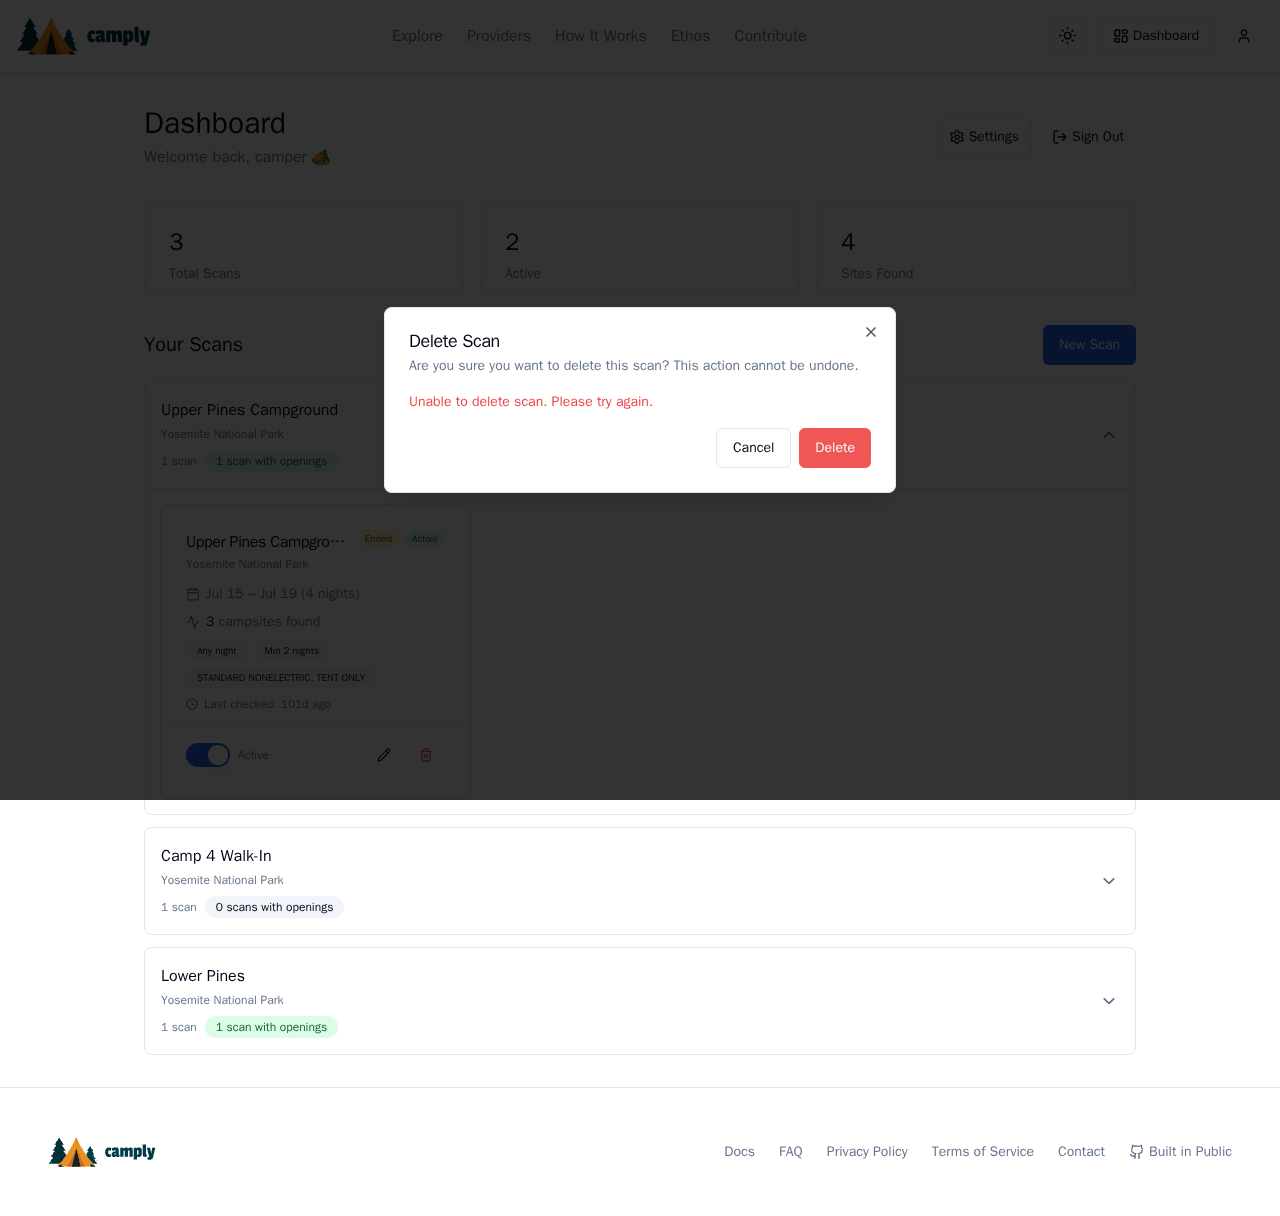 camply
Explore Providers How It Works Ethos Contribute
Dashboard
Dashboard
Welcome back, camper
Settings
Sign Out
3
Total Scans
2
Active
4
Sites Found
Your Scans
New Scan
Delete Scan
Are you sure you want to delete this scan? This action cannot be undone.
Unable to delete scan. Please try again.
Cancel
Delete
Upper Pines Campground
Yosemite National Park
1 scan 1 scan with openings
Upper Pines Campgro… Ended Active
Yosemite National Park
Jul 15 – Jul 19 (4 nights)
3 campsites found
Any night Min 2 nights
STANDARD NONELECTRIC, TENT ONLY
Last checked: 101d ago
Active
Camp 4 Walk-In
Yosemite National Park
1 scan 0 scans with openings
Lower Pines
Yosemite National Park
1 scan 1 scan with openings
camply
Docs FAQ Privacy Policy Terms of Service Contact Built in Public